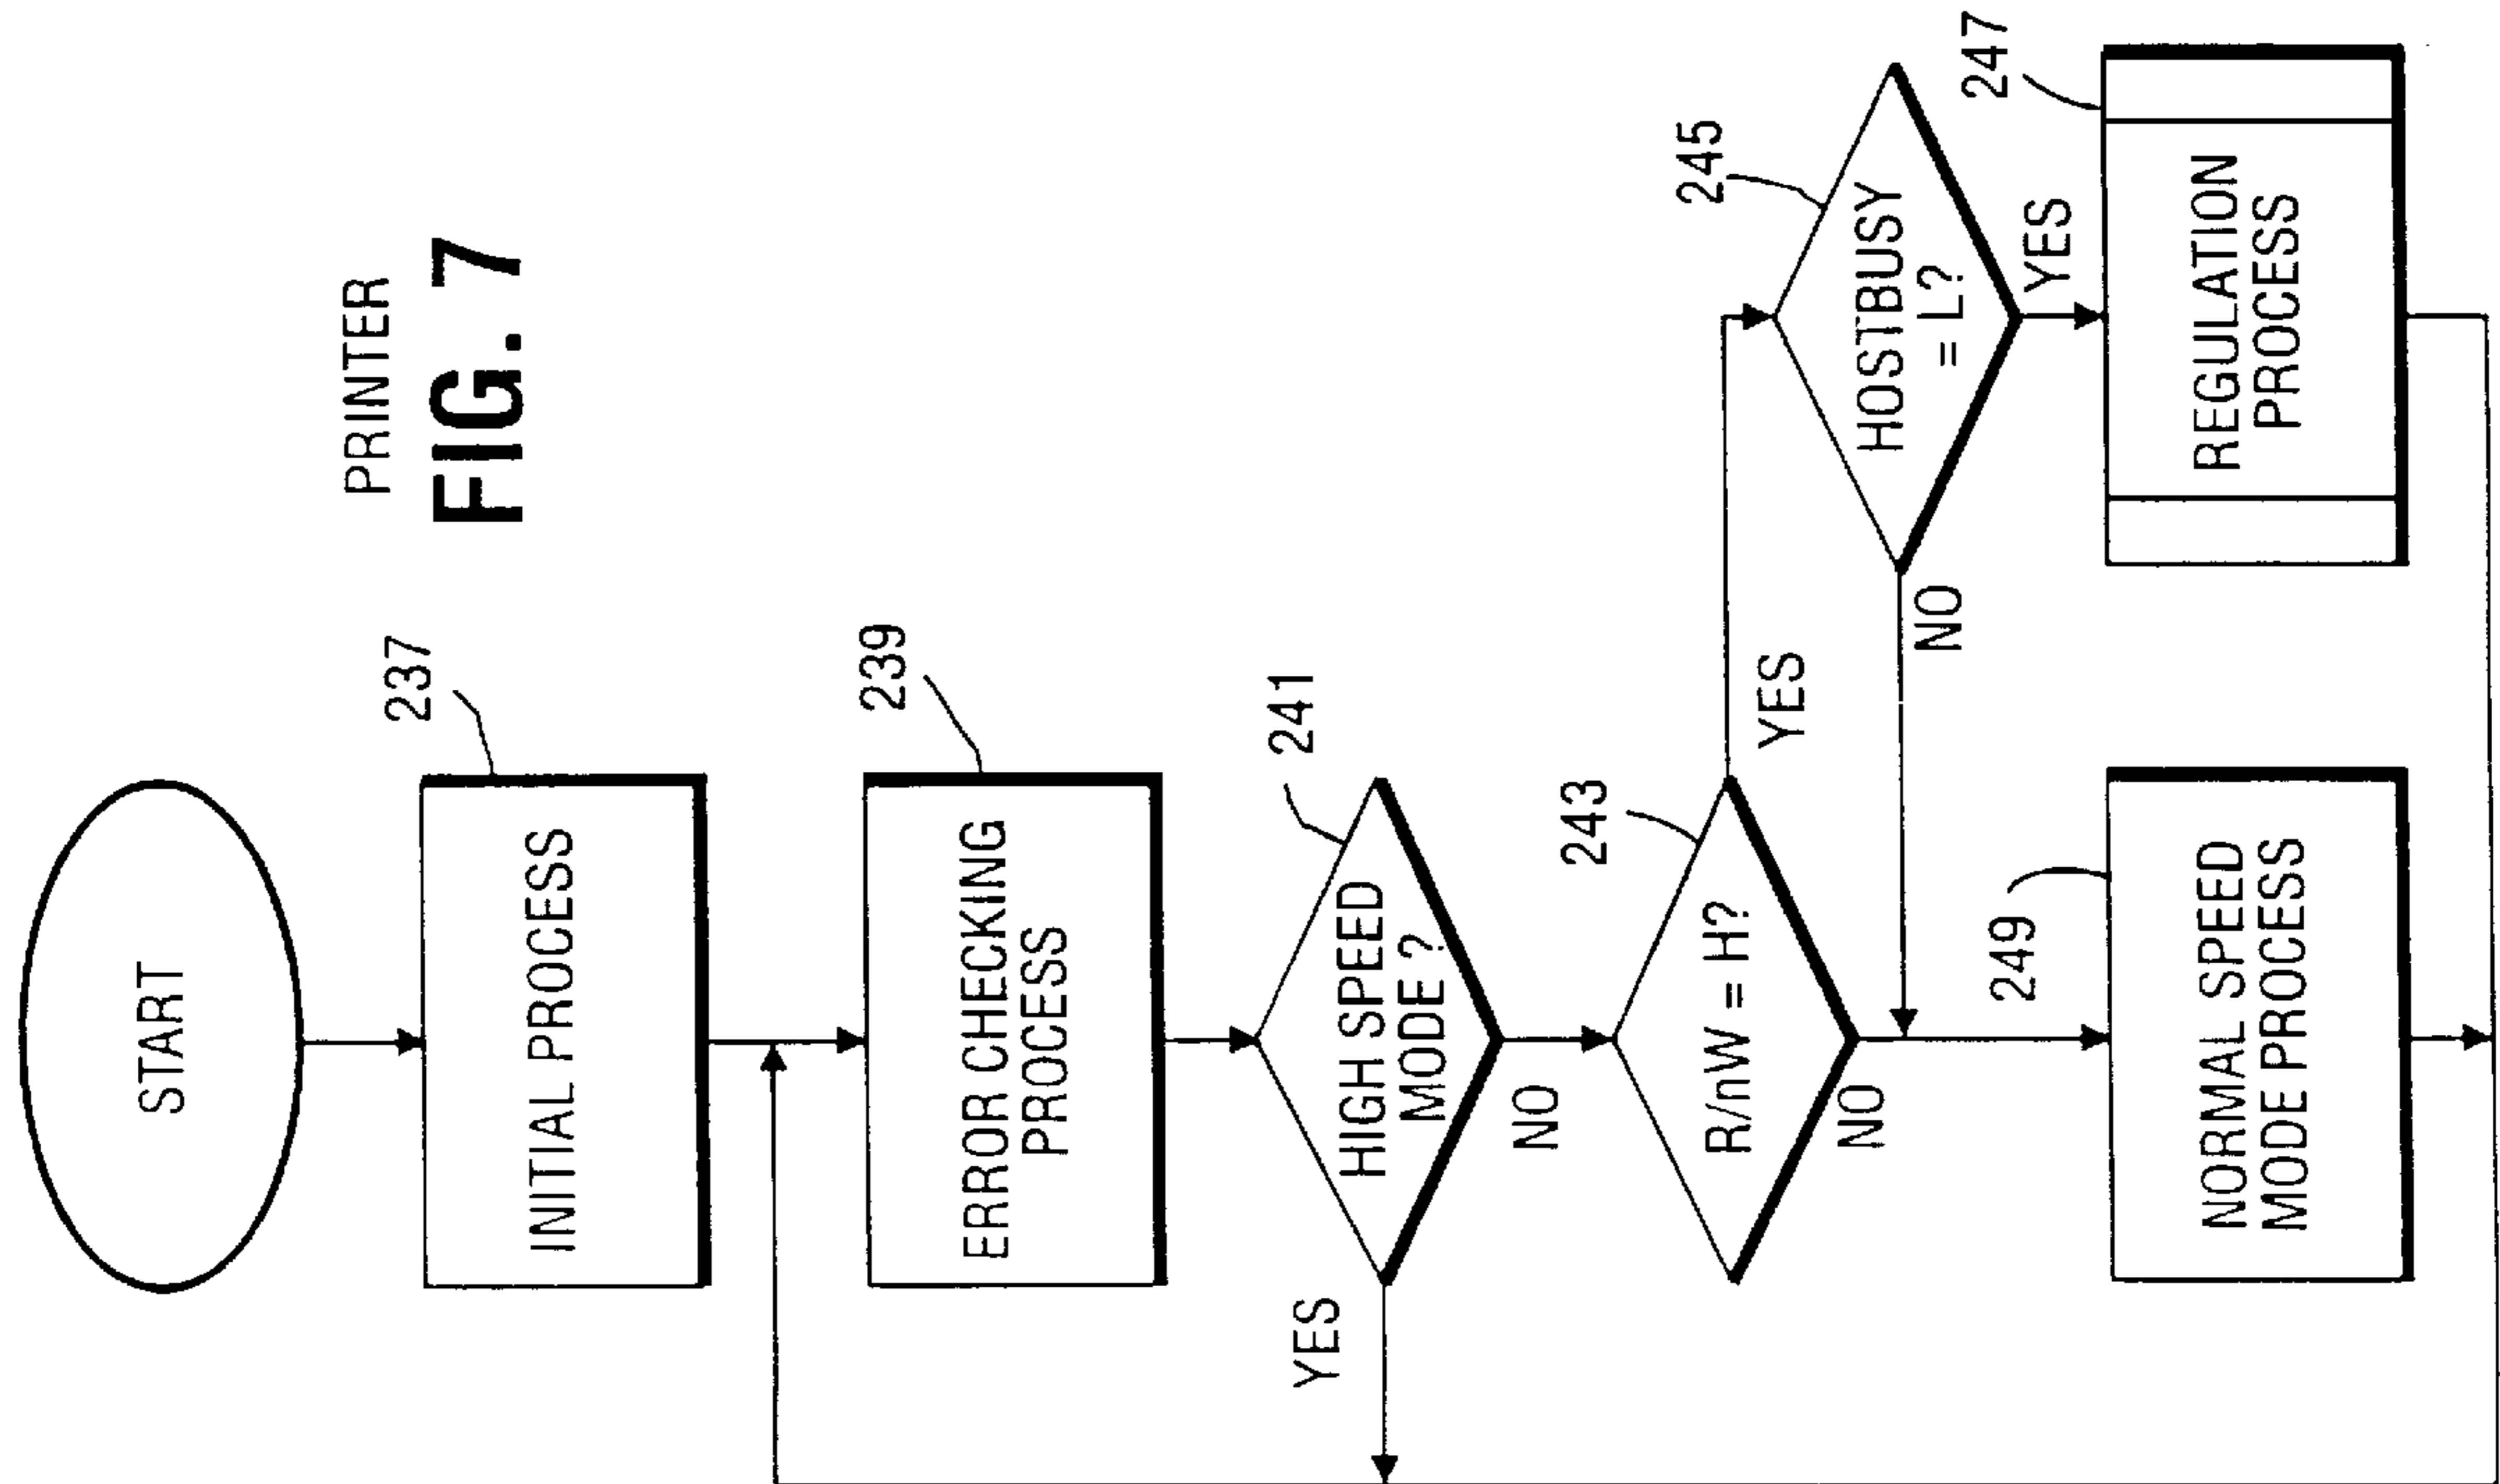 PRINTER
FIG. 7
START
INITIAL PROCESS
237
ERROR CHECKING
PROCESS
239
HIGH SPEED
MODE ?
241
YES
NO
R/nW = H?
243
YES
NO
HOSTBUSY
= L?
245
NO
YES
REGULATION
PROCESS
247
NORMAL SPEED
MODE PROCESS
249